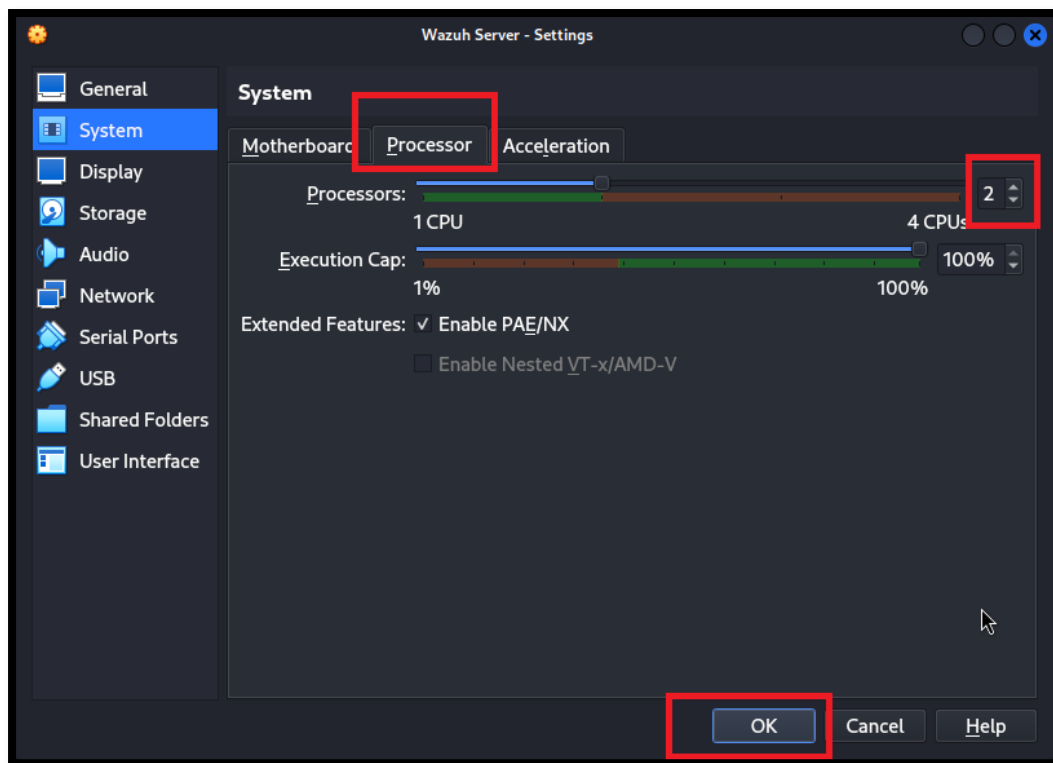 Wazuh Server - Settings
General
System
Display
Storage
Audio
Network
Serial Ports
USB
Shared Folders
User Interface
System
Motherboard Processor Acceleration
Processors: 2
1 CPU 4 CPUs
Execution Cap: 100%
1% 100%
Extended Features: Enable PAE/NX
Enable Nested VT-x/AMD-V
OK Cancel Help